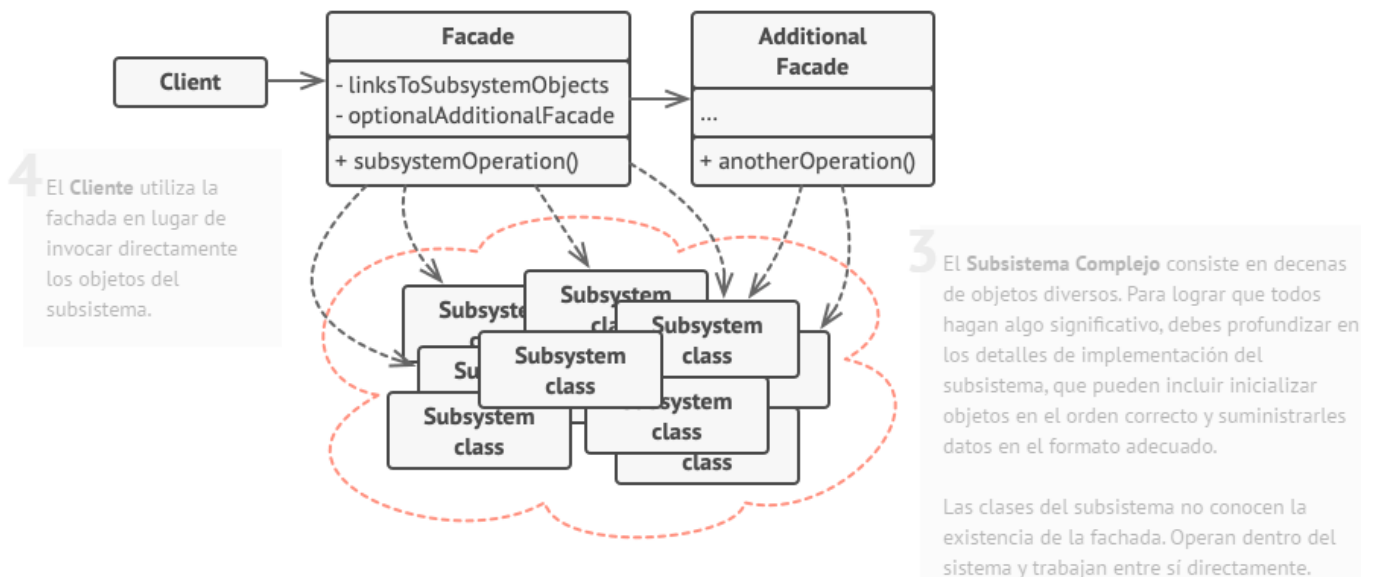 Client
Facade
- linksToSubsystemObjects
- optionalAdditionalFacade
+ subsystemOperation()
Additional
Facade
...
+ anotherOperation()
4
El Cliente utiliza la
fachada en lugar de
invocar directamente
los objetos del
subsistema.
Subsystem
Subsystem
class
Subsystem
class
Subsystem
class
class
3
El Subsistema Complejo consiste en decenas
de objetos diversos. Para lograr que todos
hagan algo significativo, debes profundizar en
los detalles de implementación del
subsistema, que pueden incluir inicializar
objetos en el orden correcto y suministrarles
datos en el formato adecuado.
Las clases del subsistema no conocen la
existencia de la fachada. Operan dentro del
sistema y trabajan entre sí directamente.